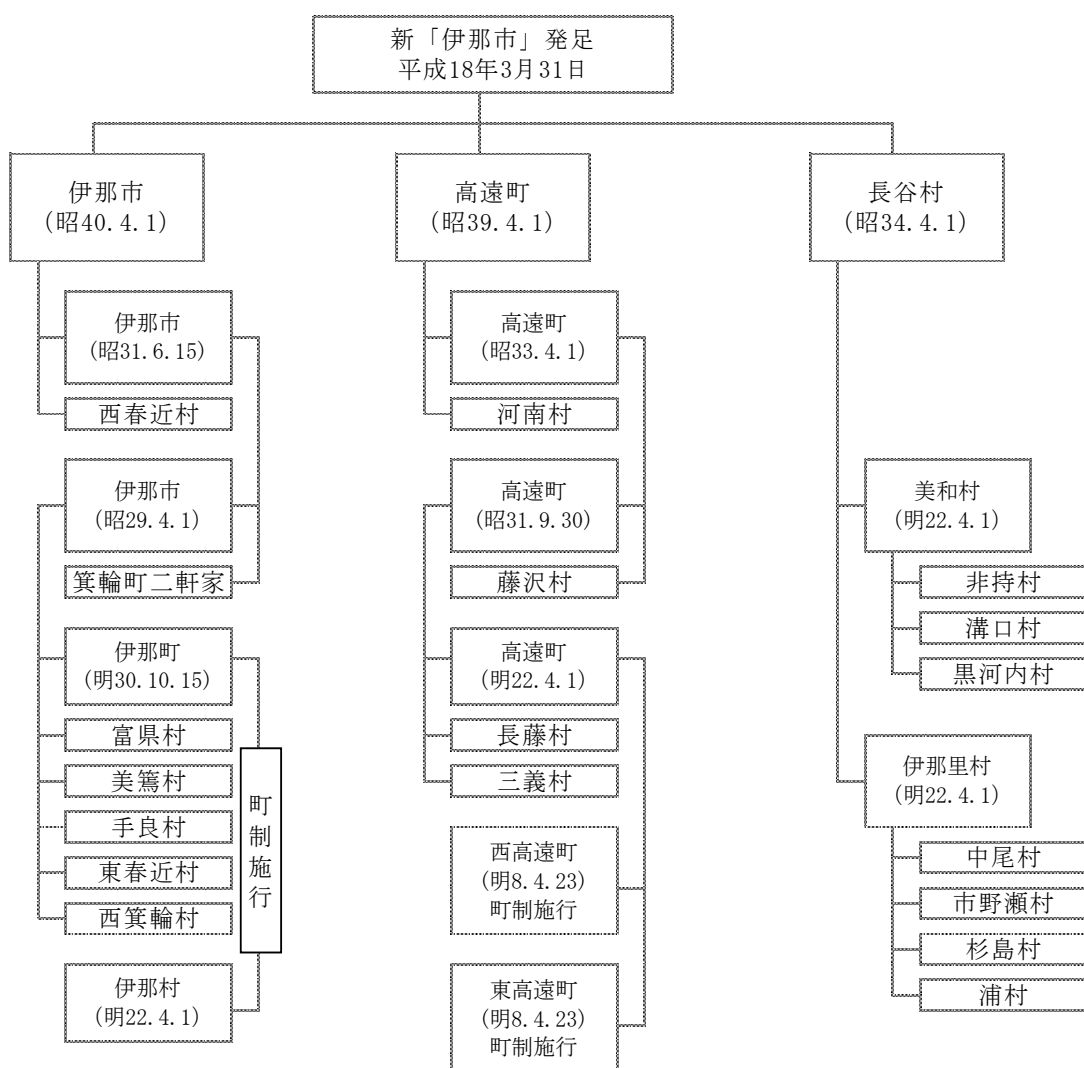 新「伊那市」発足
平成18年3月31日
伊那市
(昭40.4.1)
伊那市
(昭31.6.15)
西春近村
伊那市
(昭29.4.1)
箕輪町二軒家
伊那町
(明30.10.15)
富県村
美篶村
手良村
東春近村
西箕輪村
町制施行
伊那村
(明22.4.1)
高遠町
(昭39.4.1)
高遠町
(昭33.4.1)
河南村
高遠町
(昭31.9.30)
藤沢村
高遠町
(明22.4.1)
長藤村
三義村
西高遠町
(明8.4.23)
町制施行
東高遠町
(明8.4.23)
町制施行
長谷村
(昭34.4.1)
美和村
(明22.4.1)
非持村
溝口村
黒河内村
伊那里村
(明22.4.1)
中尾村
市野瀬村
杉島村
浦村